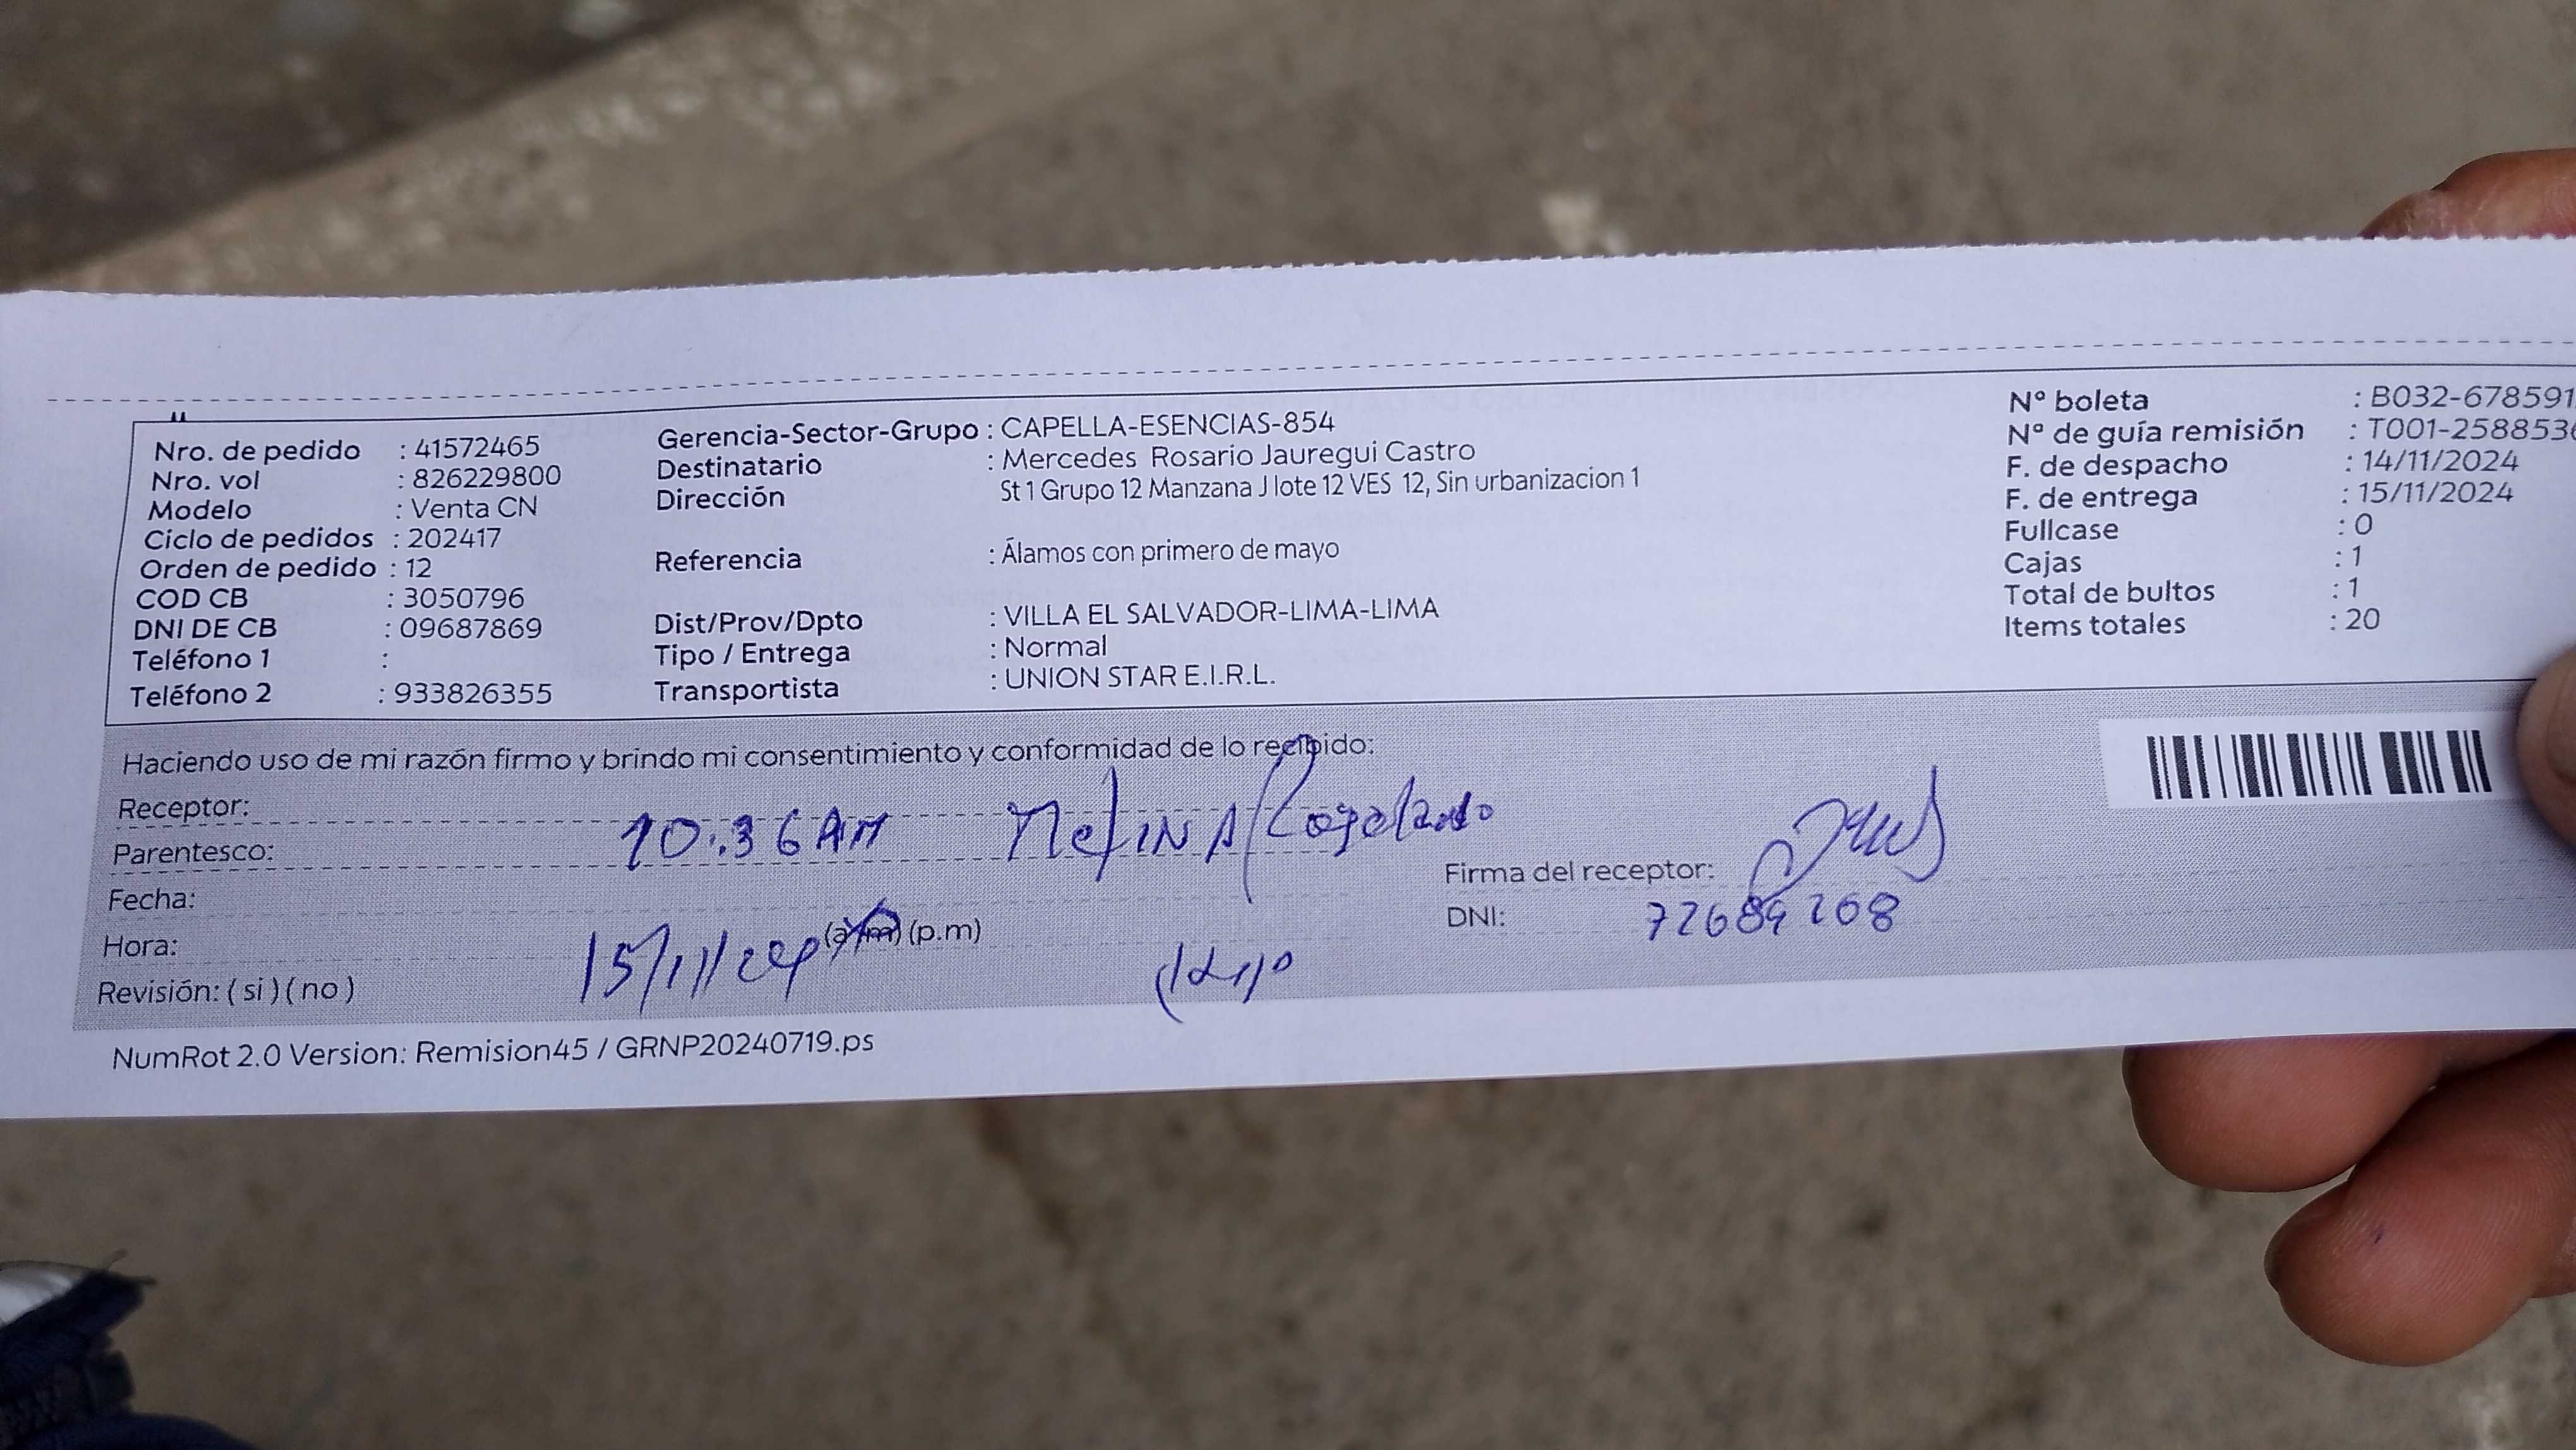 Nro. de pedido : 41572465
Nro. vol : 826229800
Modelo : Venta CN
Ciclo de pedidos : 202417
Orden de pedido : 12
COD CB : 3050796
DNI DE CB : 09687869
Teléfono 1 :
Teléfono 2 : 933826355
Gerencia-Sector-Grupo : CAPELLA-ESENCIAS-854
Destinatario : Mercedes Rosario Jauregui Castro
Dirección St 1 Grupo 12 Manzana J lote 12 VES 12, Sin urbanizacion 1
Referencia : Álamos con primero de mayo
Dist/Prov/Dpto : VILLA EL SALVADOR-LIMA-LIMA
Tipo / Entrega : Normal
Transportista : UNION STAR E.I.R.L.
Nº boleta : B032-678591
Nº de guía remisión : T001-2588536
F. de despacho : 14/11/2024
F. de entrega : 15/11/2024
Fullcase : 0
Cajas : 1
Total de bultos : 1
Items totales : 20
Haciendo uso de mi razón firmo y brindo mi consentimiento y conformidad de lo recibido:
Receptor:
Parentesco: 10:36 AM
Fecha:
Hora: 15/11/24 (a.m) (p.m)
Revisión: ( si ) ( no )
Firma del receptor:
DNI: 72689208
NumRot 2.0 Version: Remision45 / GRNP20240719.ps